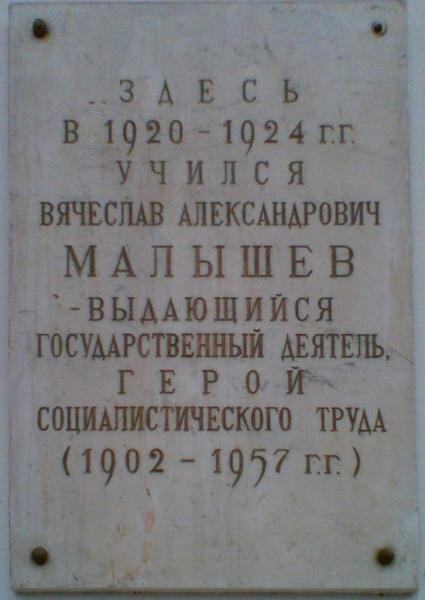 ЗДЕСЬ
В 1920 - 1924 Г.Г.
УЧИЛСЯ
ВЯЧЕСЛАВ АЛЕКСАНДРОВИЧ
МАЛЫШЕВ
- ВЫДАЮЩИЙСЯ
ГОСУДАРСТВЕННЫЙ ДЕЯТЕЛЬ,
ГЕРОЙ
СОЦИАЛИСТИЧЕСКОГО ТРУДА
(1902 - 1957 Г.Г.)